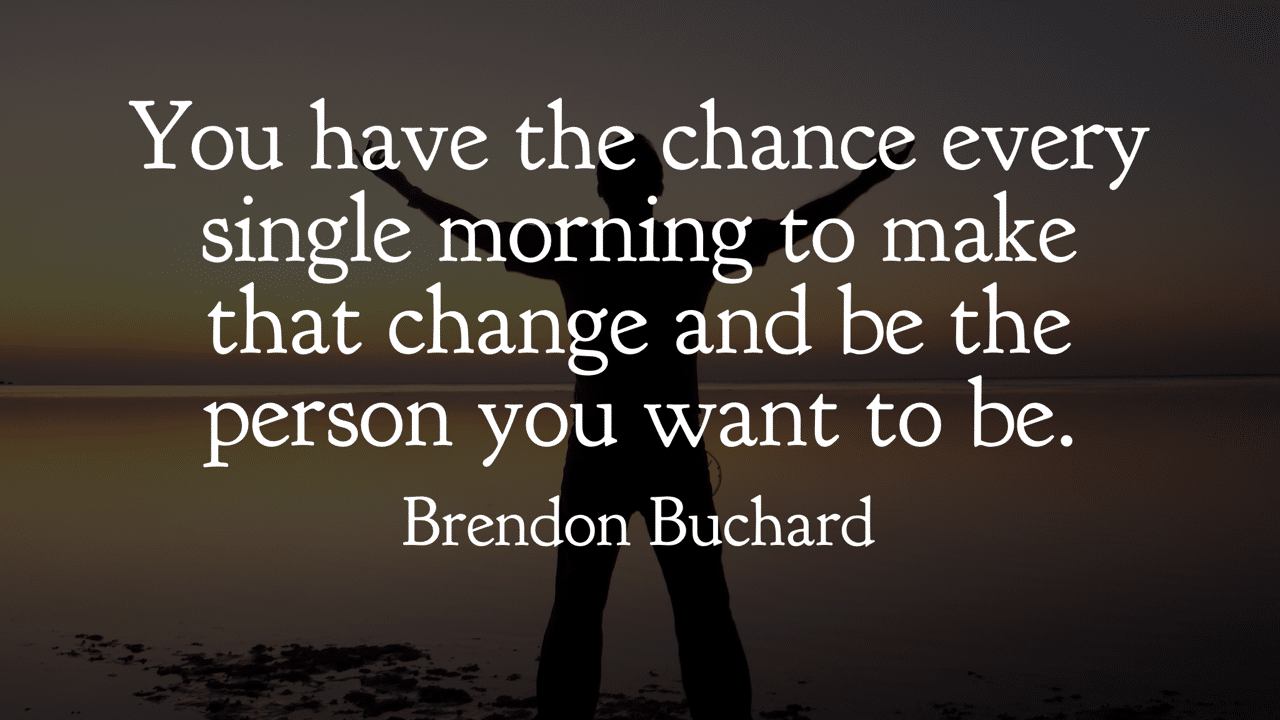 You have the chance every
single morning to make
that change and be the
person you want to be.
Brendon Buchard